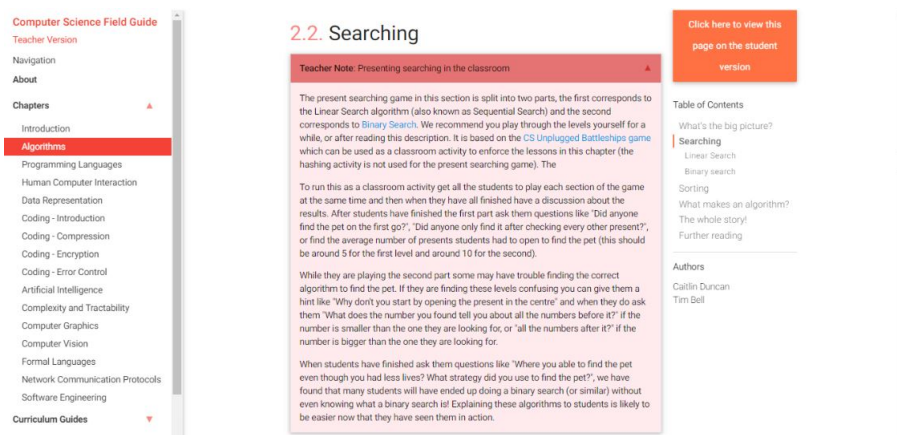 Computer Science Field Guide
Teacher Version
Navigation
About
Chapters
Introduction
Algorithms
Programming Languages
Human Computer Interaction
Data Representation
Coding - Introduction
Coding - Compression
Coding - Encryption
Coding - Error Control
Artificial Intelligence
Complexity and Tractability
Computer Graphics
Computer Vision
Formal Languages
Network Communication Protocols
Software Engineering
Curriculum Guides
2.2. Searching
Teacher Note: Presenting searching in the classroom
The present searching game in this section is split into two parts, the first corresponds to
the Linear Search algorithm (also known as Sequential Search) and the second
corresponds to Binary Search. We recommend you play through the levels yourself for a
while, or after reading this description. It is based on the CS Unplugged Battleships game
which can be used as a classroom activity to enforce the lessons in this chapter (the
hashing activity is not used for the present searching game). The
To run this as a classroom activity get all the students to play each section of the game
at the same time and then when they have all finished have a discussion about the
results. After students have finished the first part ask them questions like "Did anyone
find the pet on the first go?", "Did anyone only find it after checking every other present?",
or find the average number of presents students had to open to find the pet (this should
be around 5 for the first level and around 10 for the second).
While they are playing the second part some may have trouble finding the correct
algorithm to find the pet. If they are finding these levels confusing you can give them a
hint like "Why don't you start by opening the present in the centre" and when they do ask
them "What does the number you found tell you about all the numbers before it?" if the
number is smaller than the one they are looking for, or "all the numbers after it?" if the
number is bigger than the one they are looking for.
When students have finished ask them questions like "Where you able to find the pet
even though you had less lives? What strategy did you use to find the pet?", we have
found that many students will have ended up doing a binary search (or similar) without
even knowing what a binary search is! Explaining these algorithms to students is likely to
be easier now that they have seen them in action.
Click here to view this
page on the student
version
Table of Contents
What's the big picture?
Searching
Linear Search
Binary search
Sorting
What makes an algorithm?
The whole story!
Further reading
Authors
Caitlin Duncan
Tim Bell